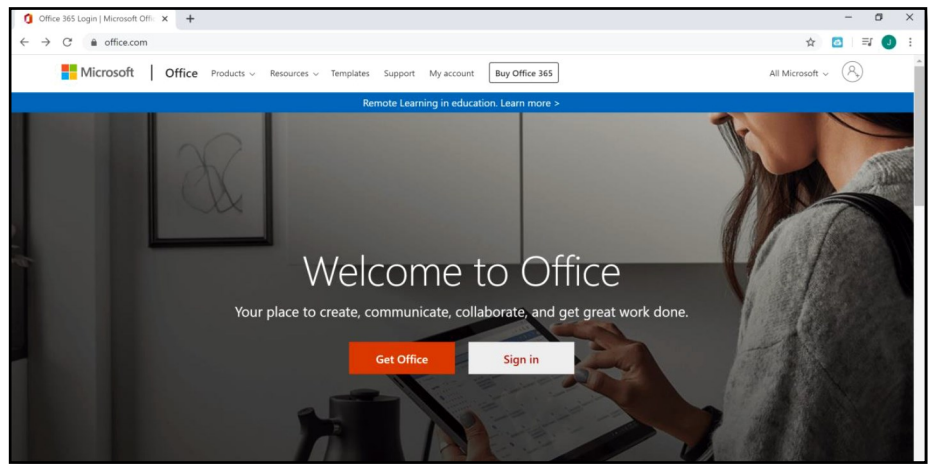 Office 365 Login | Microsoft Offi
office.com
J
Microsoft | Office Products Resources Templates Support My account Buy Office 365 All Microsoft
Remote Learning in education. Learn more >
Welcome to Office
Your place to create, communicate, collaborate, and get great work done.
Get Office Sign in